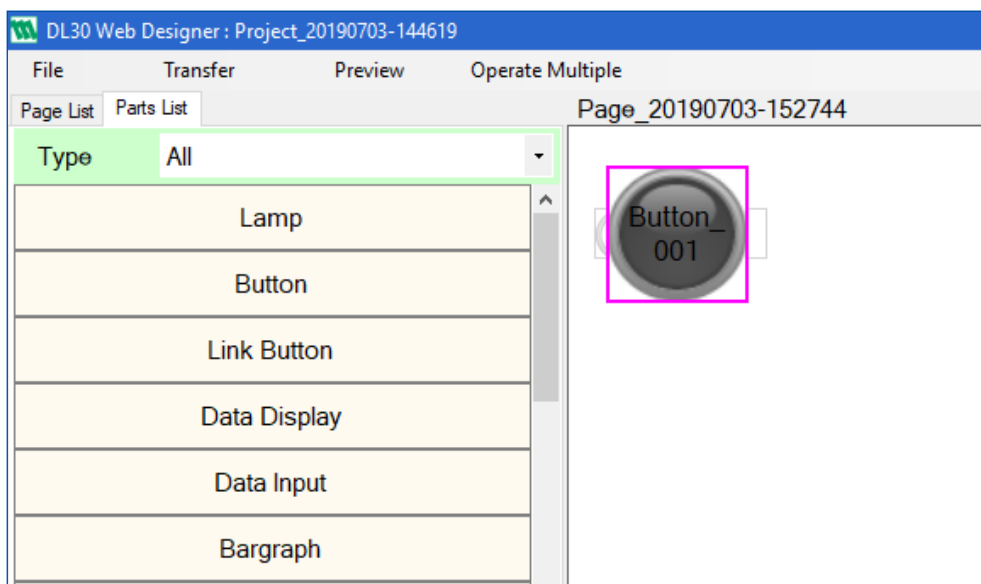 DL30 Web Designer : Project_20190703-144619
File Transfer Preview Operate Multiple
Page List Parts List
Page_20190703-152744
Type All
Lamp
Button
Link Button
Data Display
Data Input
Bargraph
Button_
001